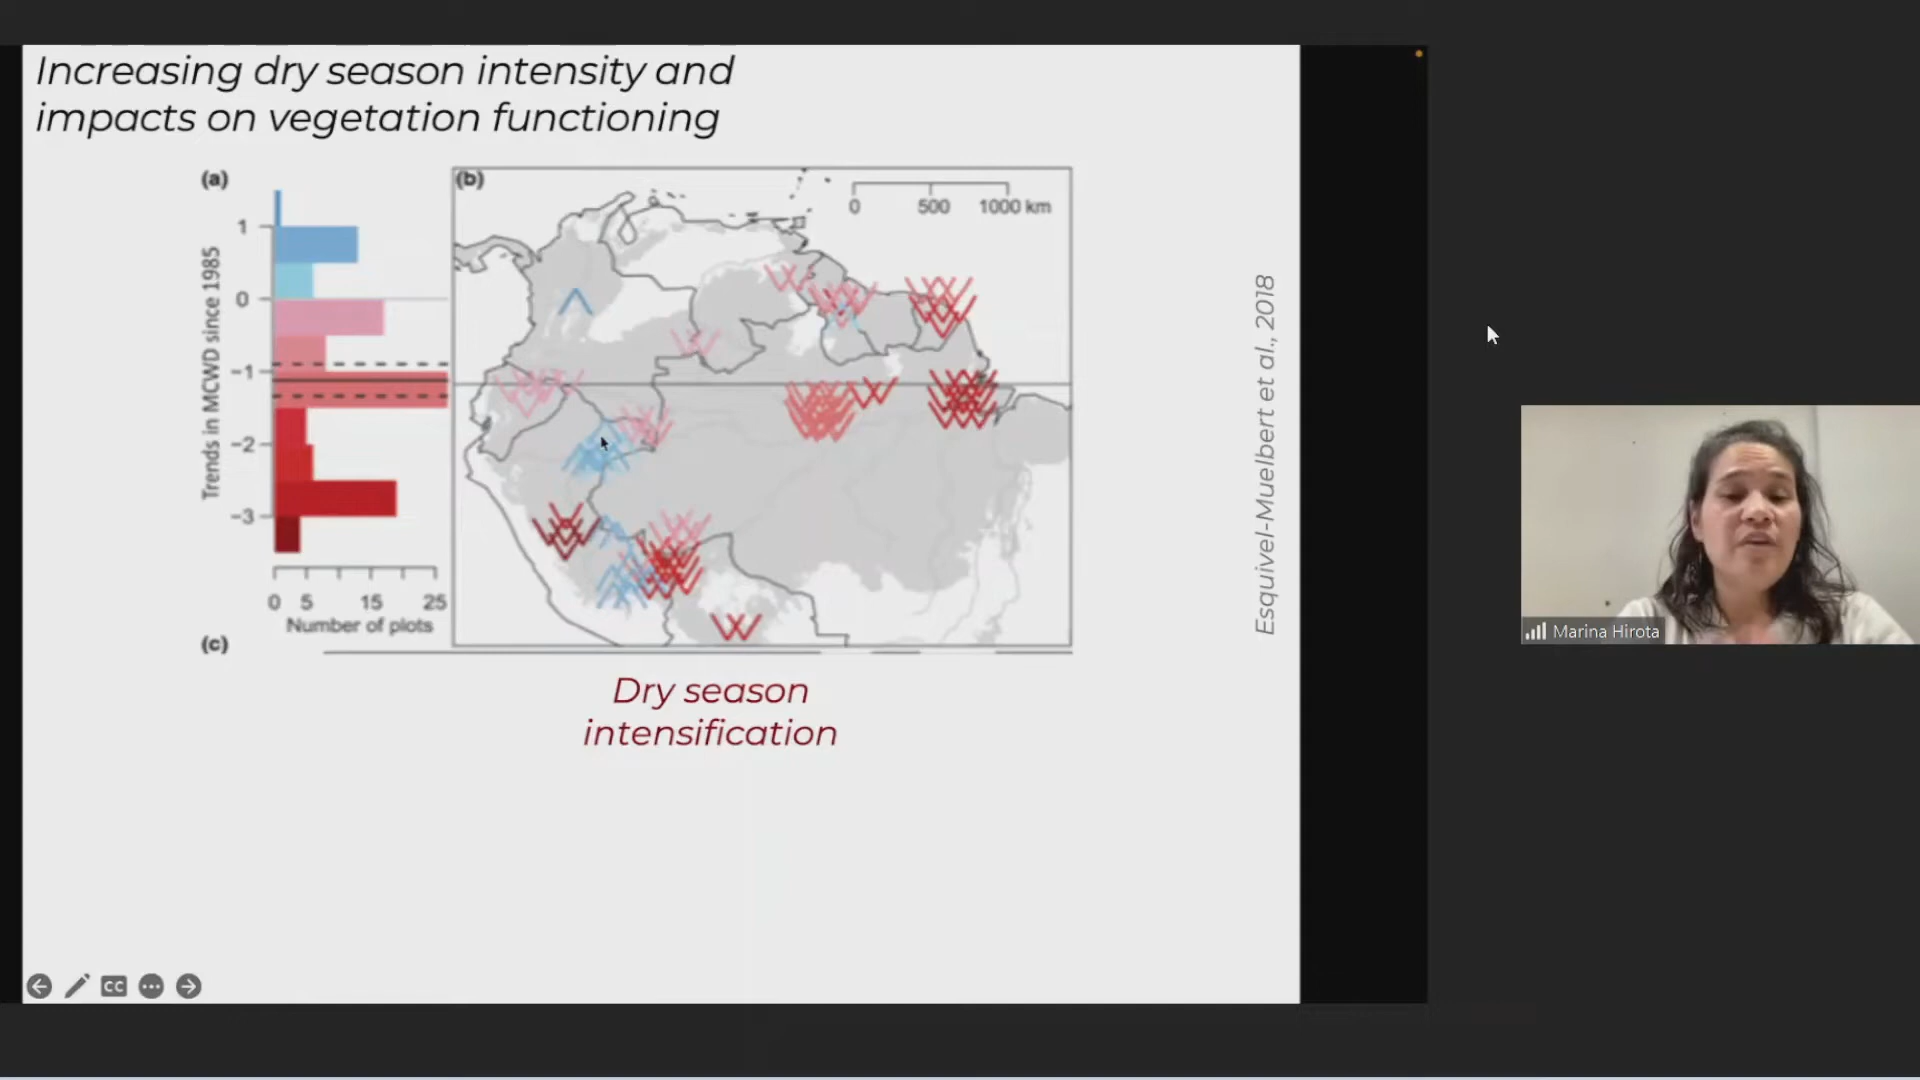 Increasing dry season intensity and
impacts on vegetation functioning
(a)
Trends in MCWD since 1985
1
0
−1
−2
−3
0 5 15 25
Number of plots
(b)
0 500 1000 km
(c)
Esquivel-Muelbert et al., 2018
Dry season
intensification
CC
Marina Hirota